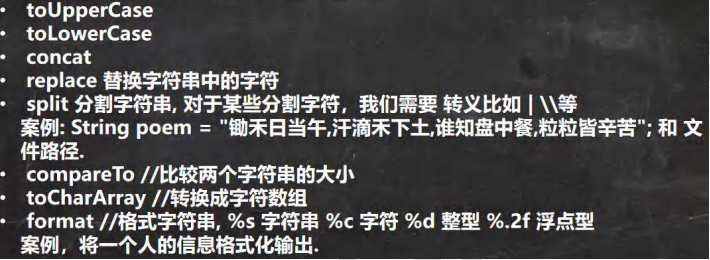 • toUpperCase
• toLowerCase
• concat
• replace 替换字符串中的字符
• split 分割字符串, 对于某些分割字符，我们需要 转义比如 | \\等
案例: String poem = "锄禾日当午,汗滴禾下土,谁知盘中餐,粒粒皆辛苦"; 和 文
件路径.
• compareTo //比较两个字符串的大小
• toCharArray //转换成字符数组
• format //格式字符串, %s 字符串 %c 字符 %d 整型 %.2f 浮点型
案例，将一个人的信息格式化输出.